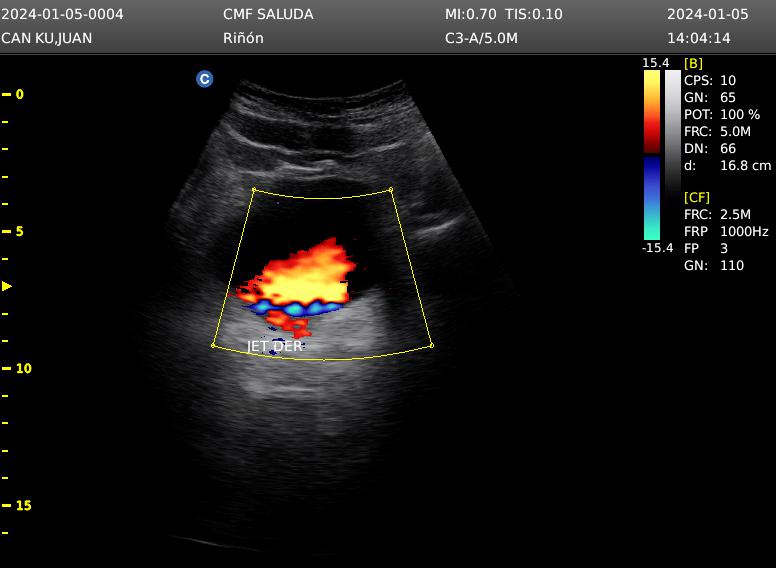 2024-01-05-0004 CMF SALUDA MI:0.70 TIS:0.10 2024-01-05
CAN KU,JUAN Riñón C3-A/5.0M 14:04:14
C
15.4 [B]
CPS: 10
GN: 65
POT: 100 %
FRC: 5.0M
DN: 66
d: 16.8 cm
[CF]
FRC: 2.5M
FRP 1000Hz
-15.4 FP 3
GN: 110
0
5
10
15
JET DER